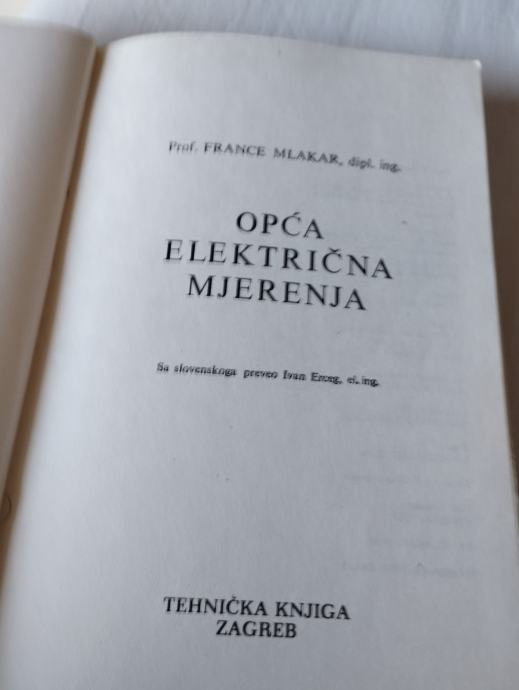 Prof. FRANCE MLAKAR, dipl. ing.
OPĆA
ELEKTRIČNA
MJERENJA
Sa slovenskoga preveo Ivan Erceg, el. ing.
TEHNIČKA KNJIGA
ZAGREB